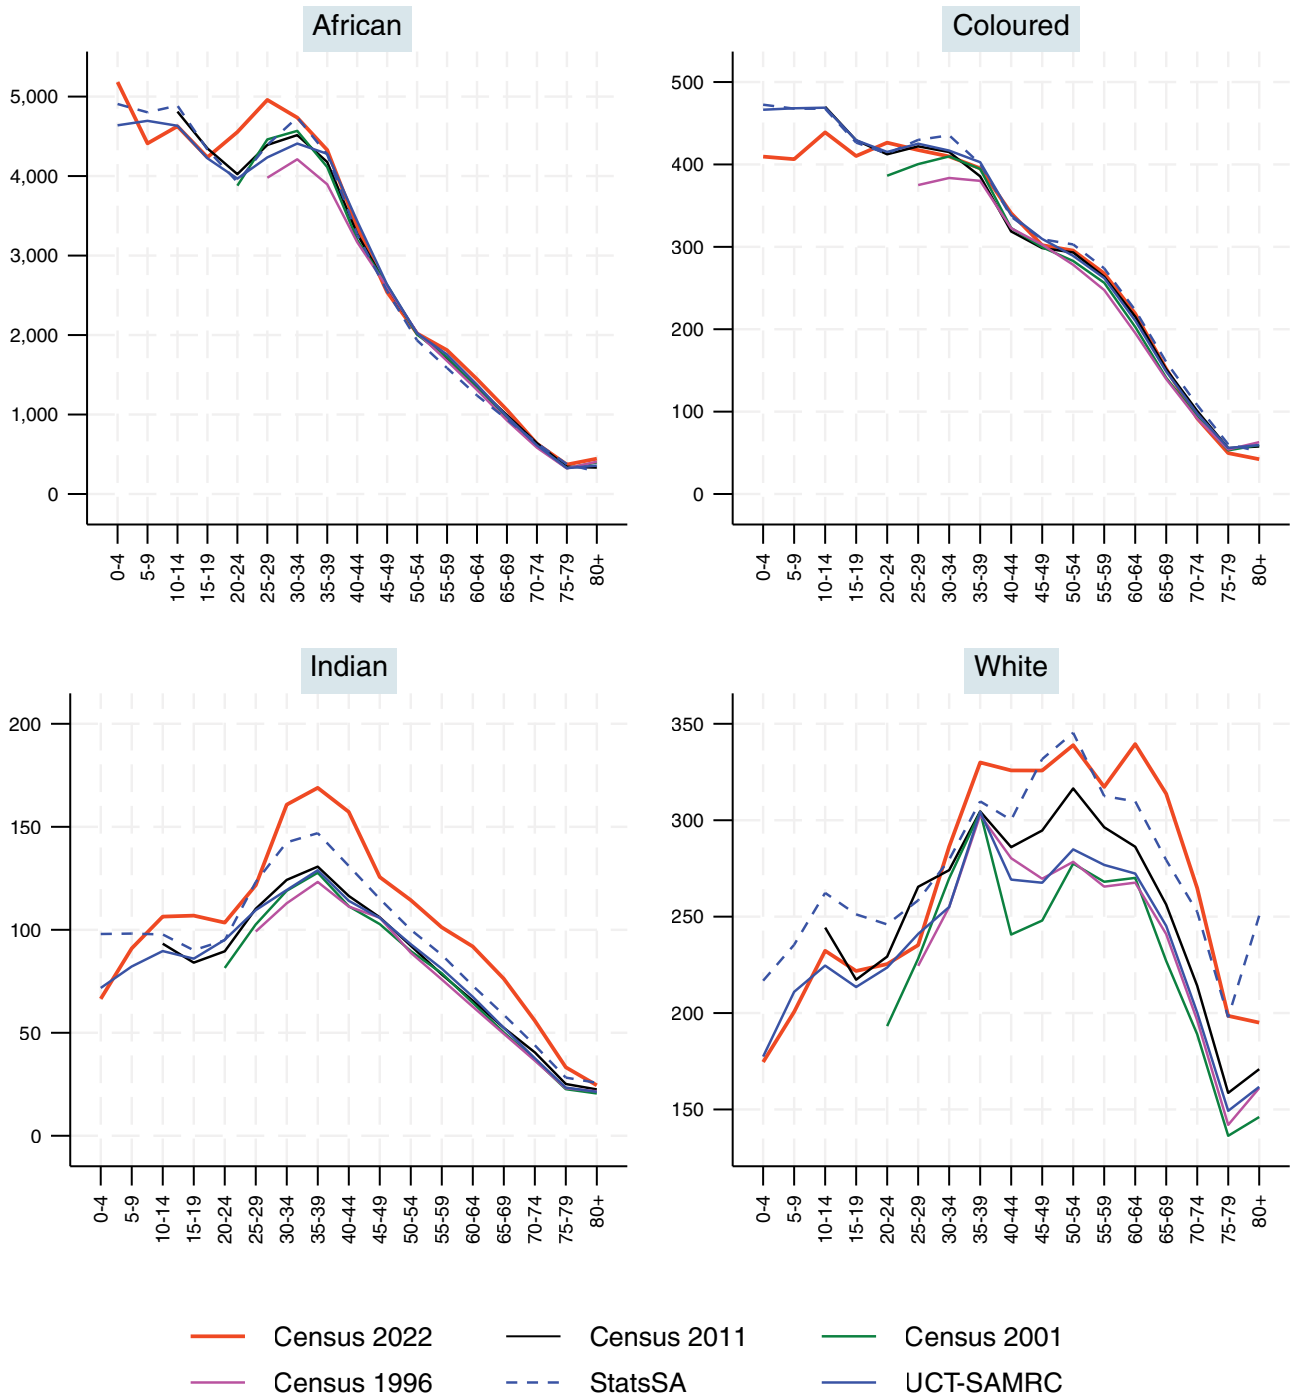 African
5,000
4,000
3,000
2,000
1,000
0
0-4 5-9 10-14 15-19 20-24 25-29 30-34 35-39 40-44 45-49 50-54 55-59 60-64 65-69 70-74 75-79 80+
Coloured
500
400
300
200
100
0
0-4 5-9 10-14 15-19 20-24 25-29 30-34 35-39 40-44 45-49 50-54 55-59 60-64 65-69 70-74 75-79 80+
Indian
200
150
100
50
0
0-4 5-9 10-14 15-19 20-24 25-29 30-34 35-39 40-44 45-49 50-54 55-59 60-64 65-69 70-74 75-79 80+
White
350
300
250
200
150
0-4 5-9 10-14 15-19 20-24 25-29 30-34 35-39 40-44 45-49 50-54 55-59 60-64 65-69 70-74 75-79 80+
Census 2022 Census 2011 Census 2001
Census 1996 StatsSA UCT-SAMRC